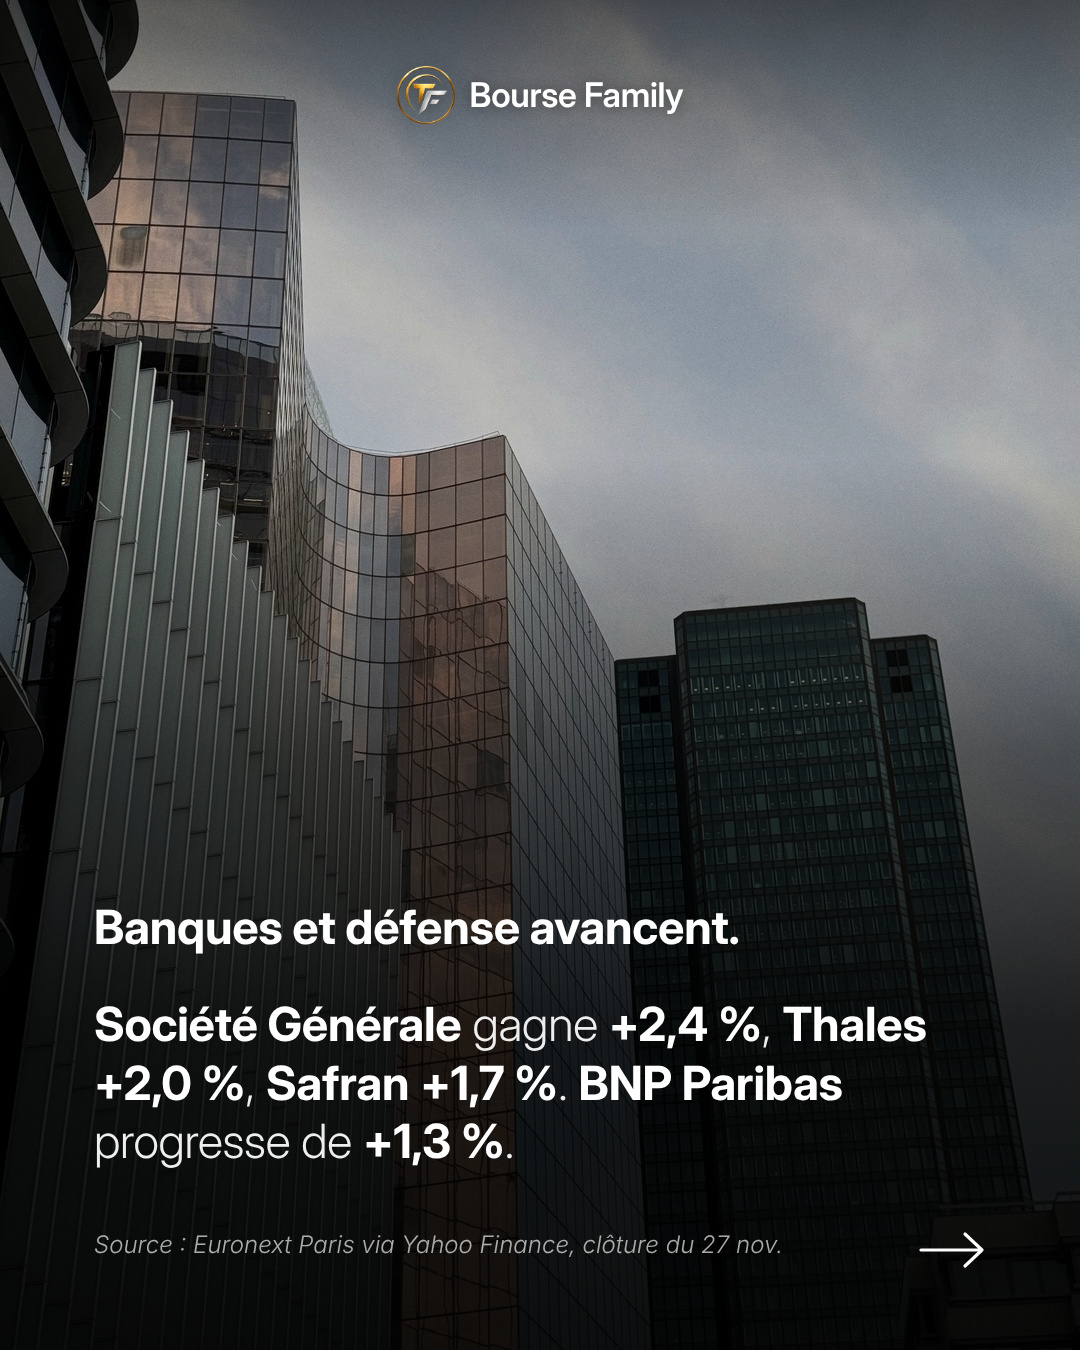 Bourse Family
Banques et défense avancent.
Société Générale gagne +2,4 %, Thales
+2,0 %, Safran +1,7 %. BNP Paribas
progresse de +1,3 %.
Source : Euronext Paris via Yahoo Finance, clôture du 27 nov.